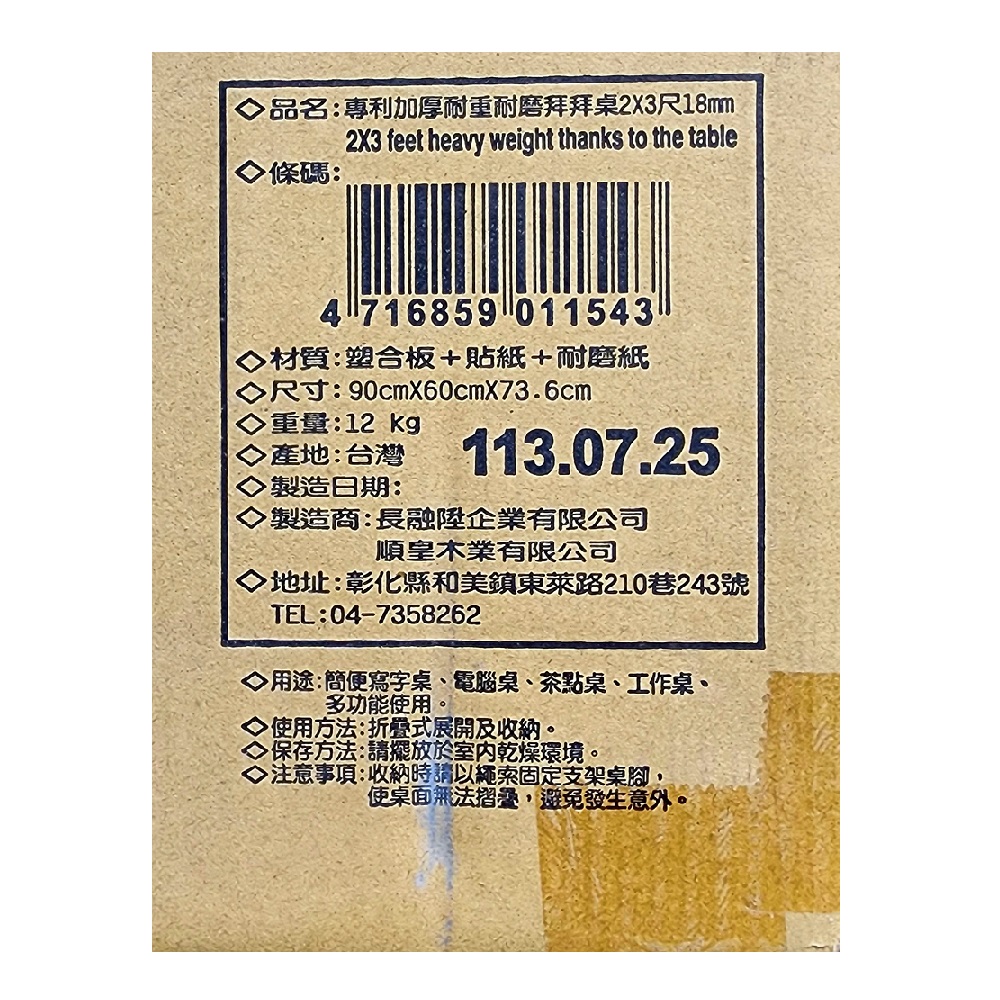 ◇品名:專利加厚耐重耐磨拜拜桌2X3尺18mm
2X3 feet heavy weight thanks to the table
◇條碼:
4 716859 011543
◇材質:塑合板+貼紙+耐磨紙
◇尺寸:90cmX60cmX73.6cm
◇重量:12 kg
◇產地:台灣
113.07.25
◇製造日期:
◇製造商:長融陞企業有限公司
順皇木業有限公司
◇地址:彰化縣和美鎮東萊路210巷243號
TEL:04-7358262
◇用途:簡便寫字桌、電腦桌、茶點桌、工作桌、
多功能使用。
◇使用方法:折疊式展開及收納。
◇保存方法:請擺放於室內乾燥環境。
◇注意事項:收納時請以繩索固定支架桌腳,
使桌面無法摺疊,避免發生意外。